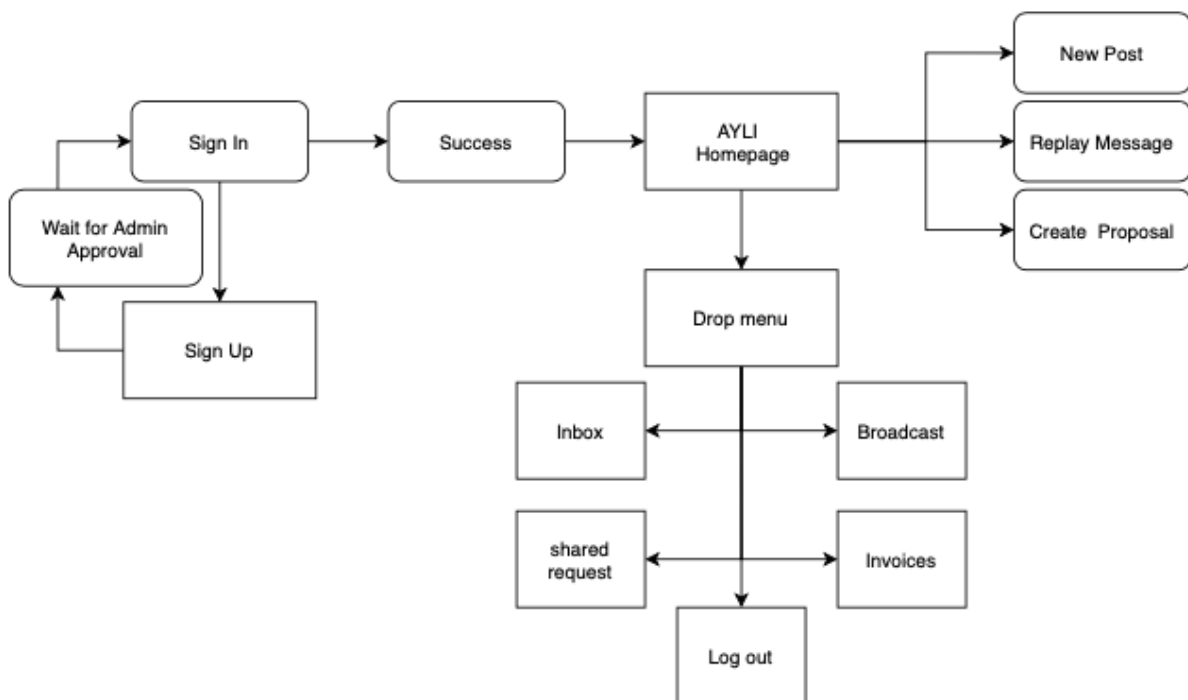 New Post
Sign In
Success
AYLI
Homepage
Replay Message
Wait for Admin
Approval
Create Proposal
Drop menu
Sign Up
Inbox
Broadcast
shared
request
Invoices
Log out